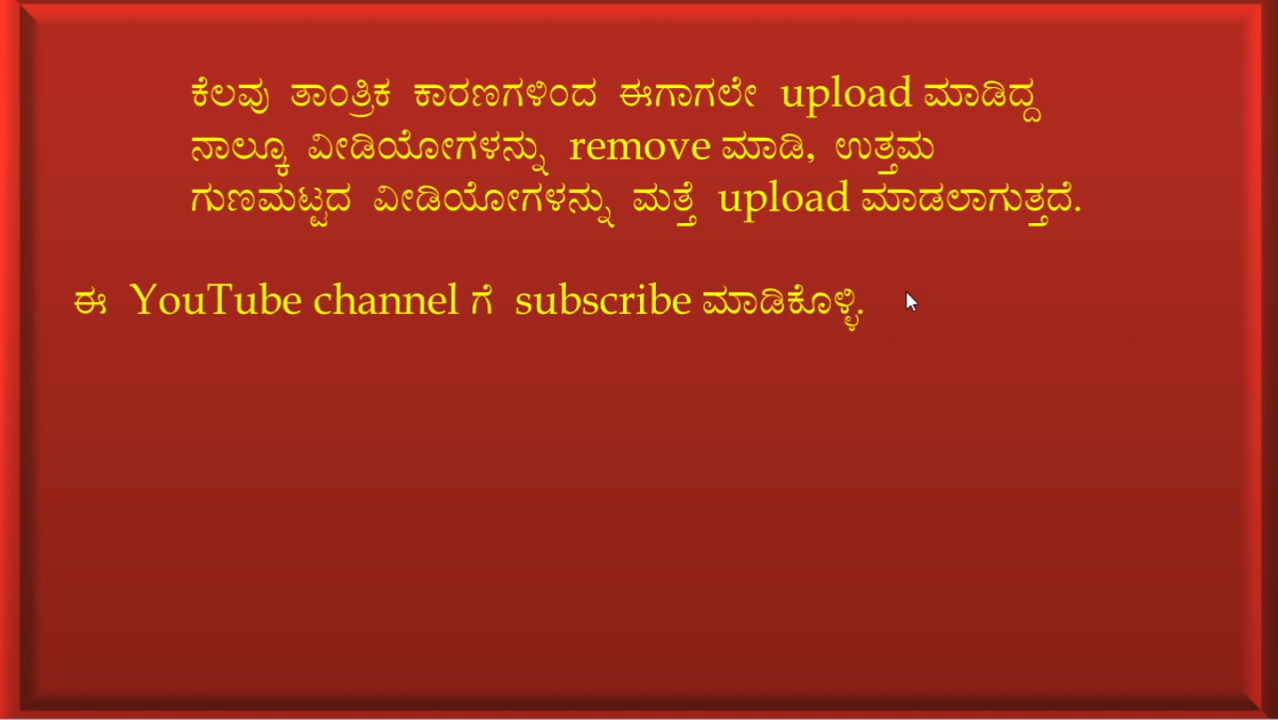 ಕೆಲವು ತಾಂತ್ರಿಕ ಕಾರಣಗಳಿಂದ ಈಗಾಗಲೇ upload ಮಾಡಿದ್ದ
ನಾಲ್ಕೂ ವೀಡಿಯೋಗಳನ್ನು remove ಮಾಡಿ, ಉತ್ತಮ
ಗುಣಮಟ್ಟದ ವೀಡಿಯೋಗಳನ್ನು ಮತ್ತೆ upload ಮಾಡಲಾಗುತ್ತದೆ.
ಈ YouTube channel ಗೆ subscribe ಮಾಡಿಕೊಳ್ಳಿ.